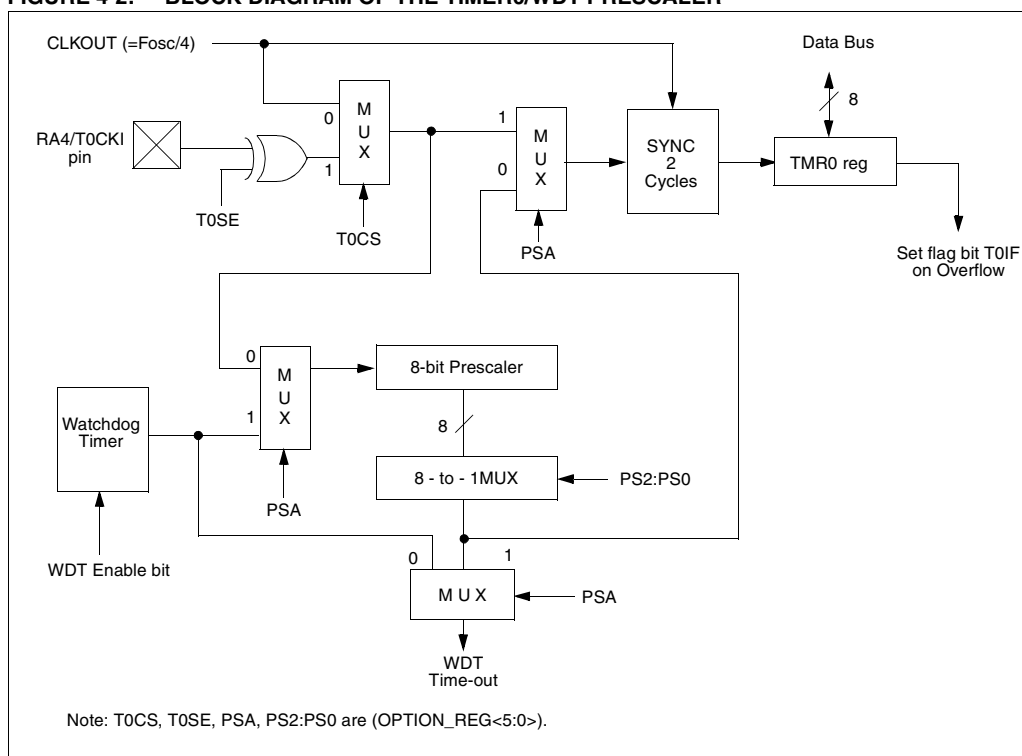 FIGURE 4-2: BLOCK DIAGRAM OF THE TIMER0/WDT PRESCALER
CLKOUT (=Fosc/4)
Data Bus
8
M
U
X
0
1
RA4/T0CKI
pin
T0SE
T0CS
1
0
M
U
X
PSA
SYNC
2
Cycles
TMR0 reg
Set flag bit T0IF
on Overflow
0
1
M
U
X
8-bit Prescaler
Watchdog
Timer
8
8 - to - 1MUX
PS2:PS0
PSA
WDT Enable bit
0
1
M U X
PSA
WDT
Time-out
Note: T0CS, T0SE, PSA, PS2:PS0 are (OPTION_REG<5:0>).